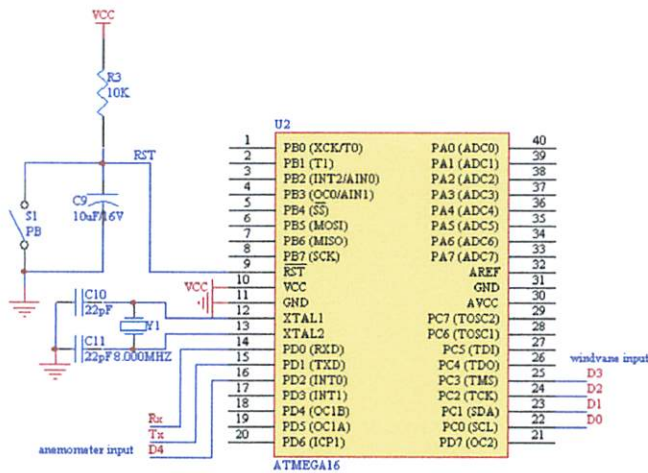 VCC
R3
10K
RST
S1
PB
C9
10uF/16V
C10
22pF
Y1
C11
22pF 8.000MHZ
VCC
Rx
Tx
anemometer input D4
U2
1 PB0 (XCK/T0) PA0 (ADC0) 40
2 PB1 (T1) PA1 (ADC1) 39
3 PB2 (INT2/AIN0) PA2 (ADC2) 38
4 PB3 (OC0/AIN1) PA3 (ADC3) 37
5 PB4 (SS) PA4 (ADC4) 36
6 PB5 (MOSI) PA5 (ADC5) 35
7 PB6 (MISO) PA6 (ADC6) 34
8 PB7 (SCK) PA7 (ADC7) 33
9 RST AREF 32
10 VCC GND 31
11 GND AVCC 30
12 XTAL1 PC7 (TOSC2) 29
13 XTAL2 PC6 (TOSC1) 28
14 PD0 (RXD) PC5 (TDI) 27
15 PD1 (TXD) PC4 (TDO) 26
16 PD2 (INT0) PC3 (TMS) 25
17 PD3 (INT1) PC2 (TCK) 24
18 PD4 (OC1B) PC1 (SDA) 23
19 PD5 (OC1A) PC0 (SCL) 22
20 PD6 (ICP1) PD7 (OC2) 21
ATMEGA16
windvane input
D3
D2
D1
D0